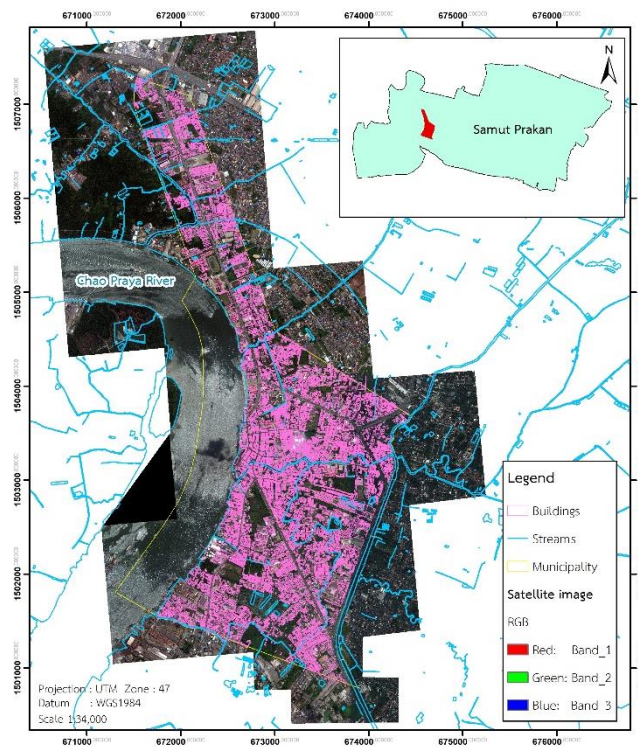 671000 672000 673000 674000 675000 676000
N
Samut Prakan
1507000
1506000
1505000
1504000
1503000
1502000
1501000
Chao Praya River
Legend
Buildings
Streams
Municipality
Satellite image
RGB
Red: Band_1
Green: Band_2
Blue: Band_3
Projection : UTM Zone : 47
Datum : WGS1984
Scale 1:34,000
671000 672000 673000 674000 675000 676000